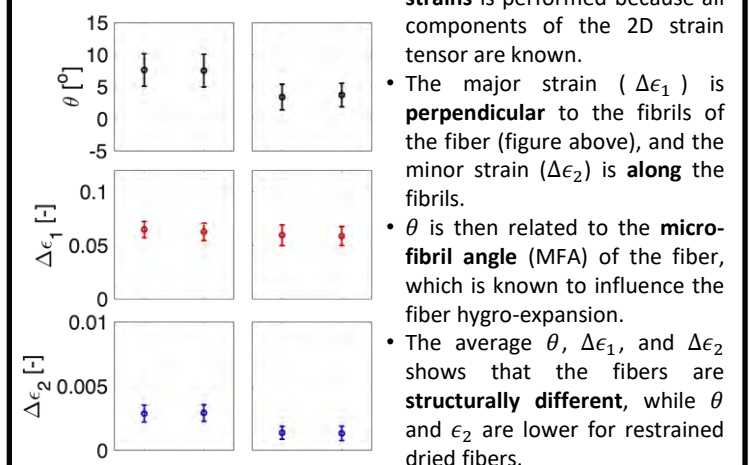 strains is performed because all
components of the 2D strain
tensor are known.
• The major strain ( Δϵ₁ ) is
perpendicular to the fibrils of
the fiber (figure above), and the
minor strain (Δϵ₂) is along the
fibrils.
• θ is then related to the micro-
fibril angle (MFA) of the fiber,
which is known to influence the
fiber hygro-expansion.
• The average θ, Δϵ₁, and Δϵ₂
shows that the fibers are
structurally different, while θ
and ϵ₂ are lower for restrained
dried fibers.
15
10
5
0
-5
θ [°]
0.1
0.05
0
Δϵ₁ [-]
0.01
0.005
0
Δϵ₂ [-]